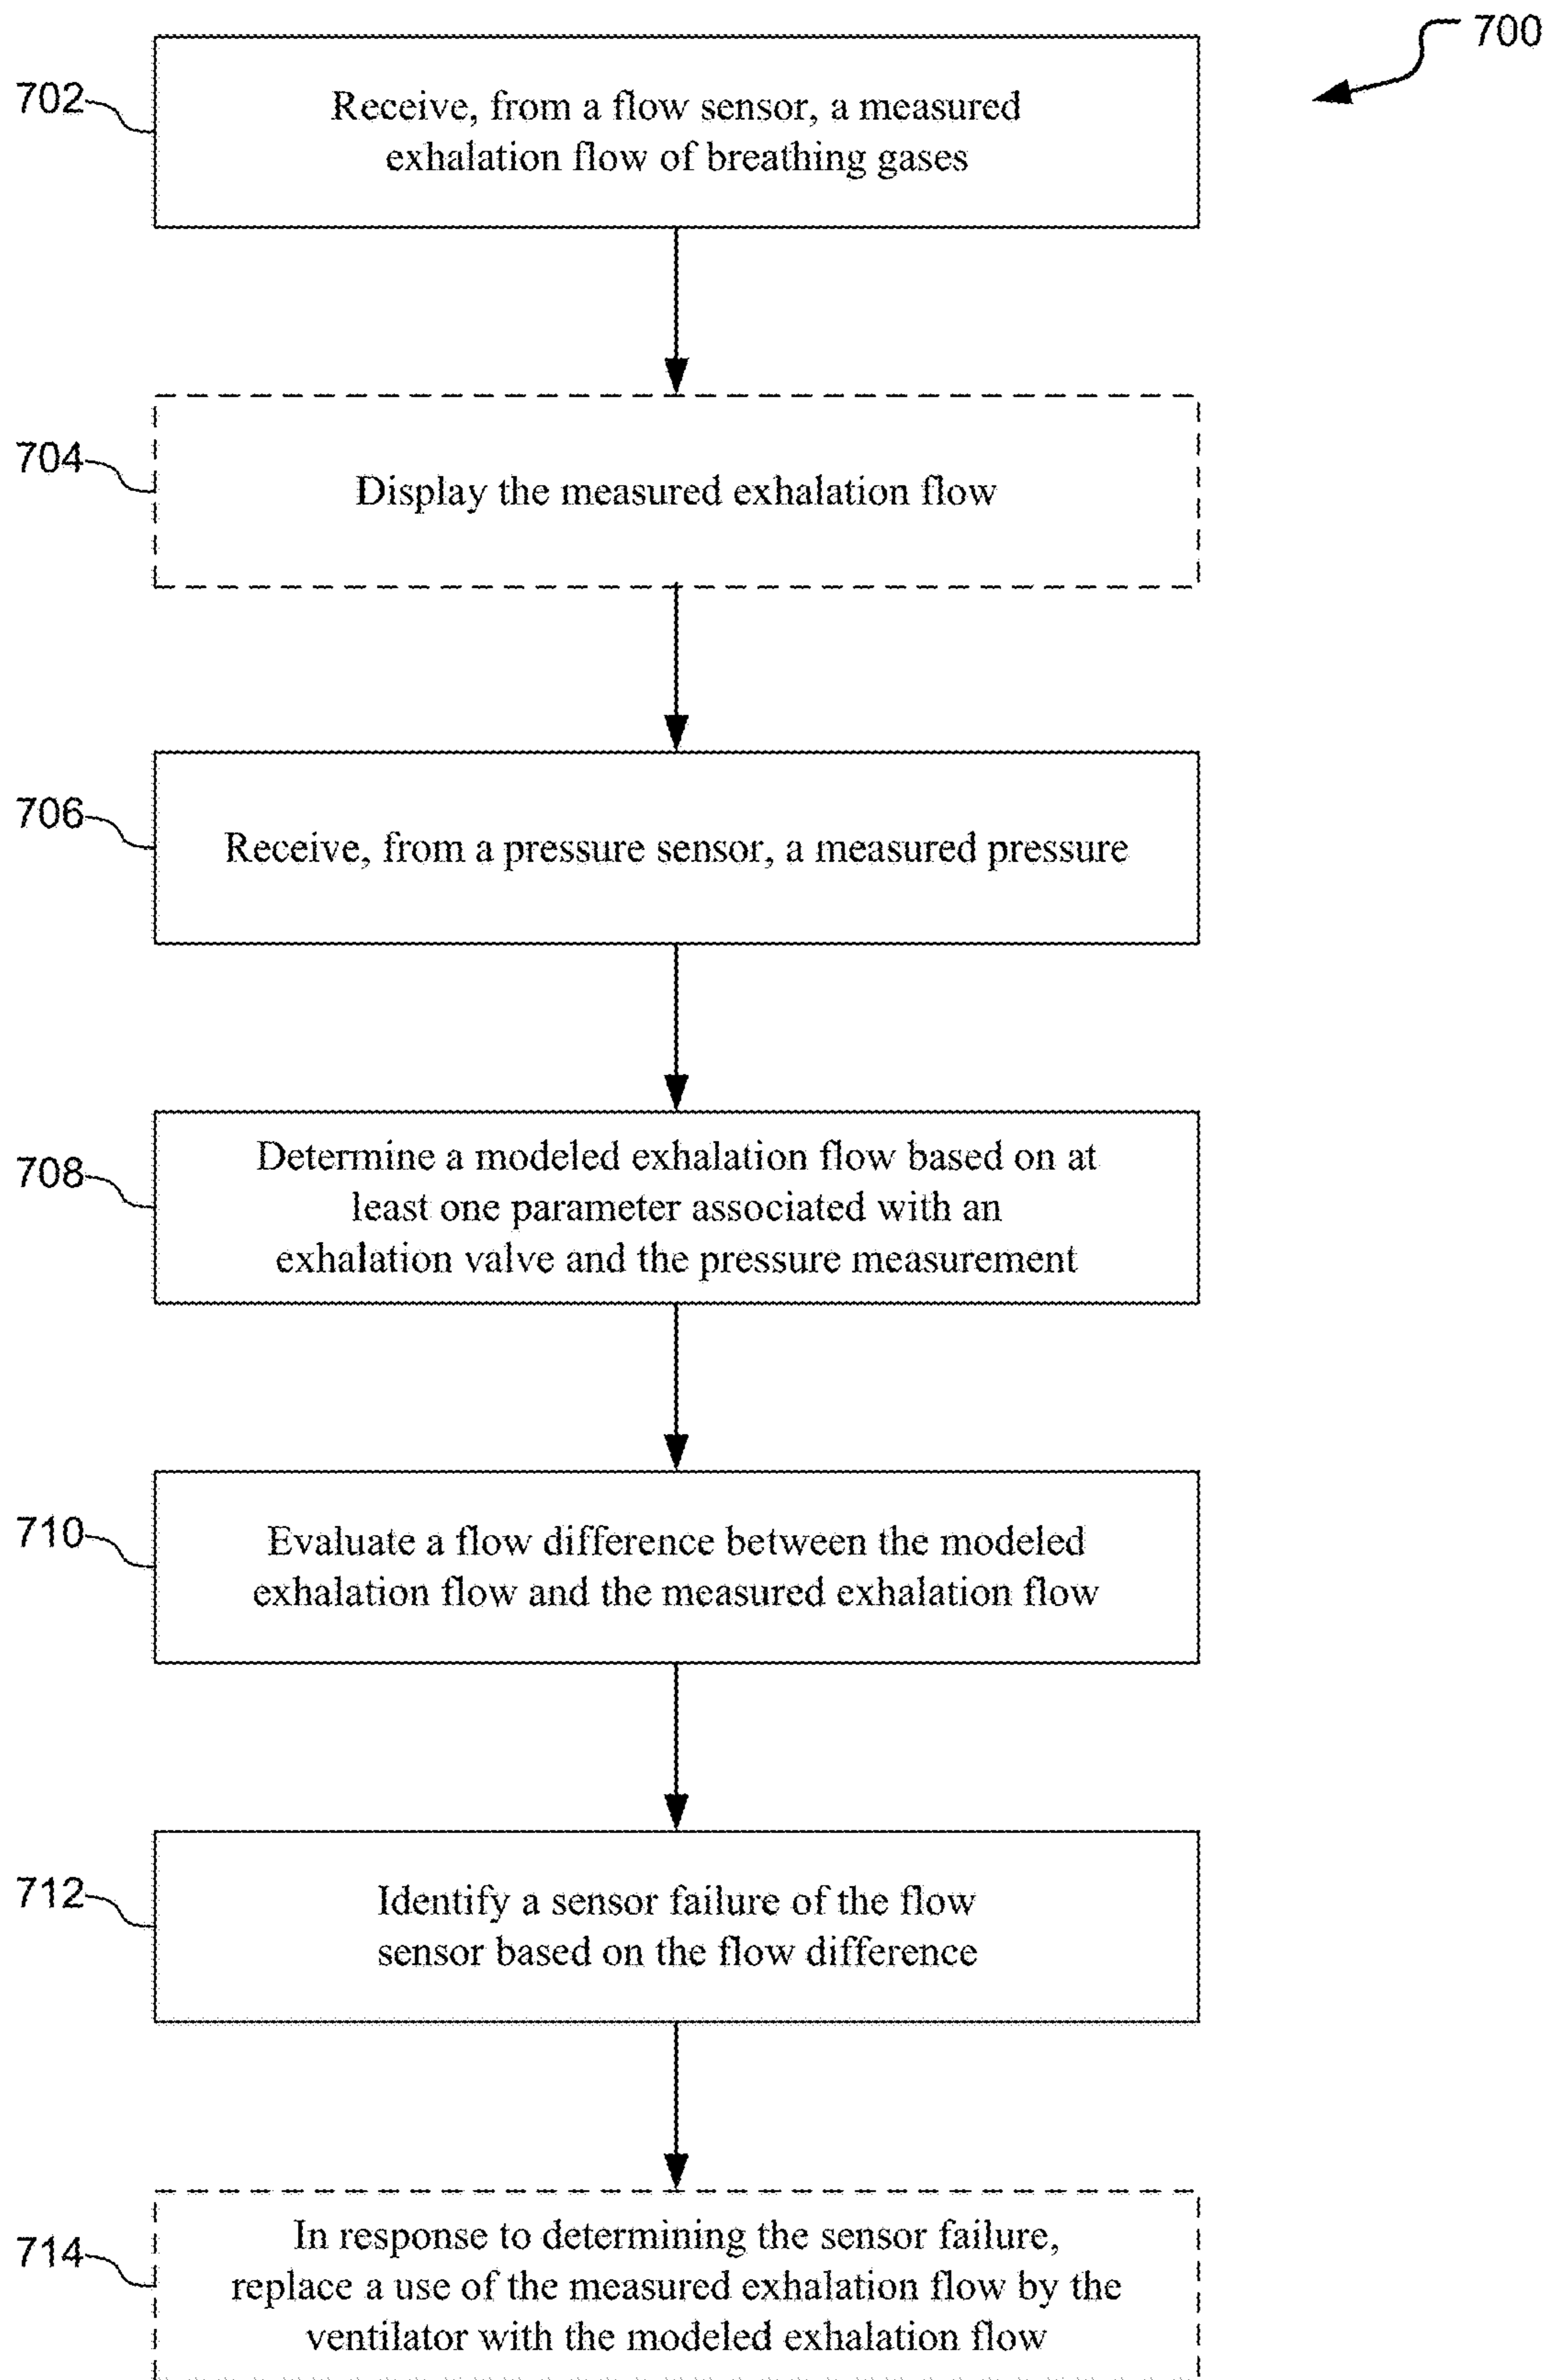 700
702
Receive, from a flow sensor, a measured
exhalation flow of breathing gases
704
Display the measured exhalation flow
706
Receive, from a pressure sensor, a measured pressure
708
Determine a modeled exhalation flow based on at
least one parameter associated with an
exhalation valve and the pressure measurement
710
Evaluate a flow difference between the modeled
exhalation flow and the measured exhalation flow
712
Identify a sensor failure of the flow
sensor based on the flow difference
714
In response to determining the sensor failure,
replace a use of the measured exhalation flow by the
ventilator with the modeled exhalation flow